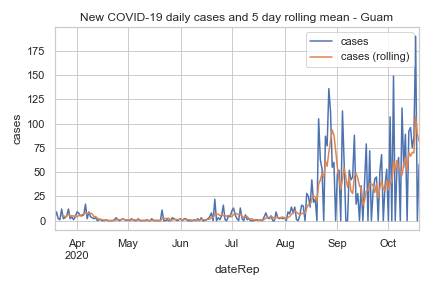 New COVID-19 daily cases and 5 day rolling mean - Guam
cases
cases (rolling)
175
150
125
100
75
50
25
0
cases
Apr
2020
May
Jun
Jul
Aug
Sep
Oct
dateRep